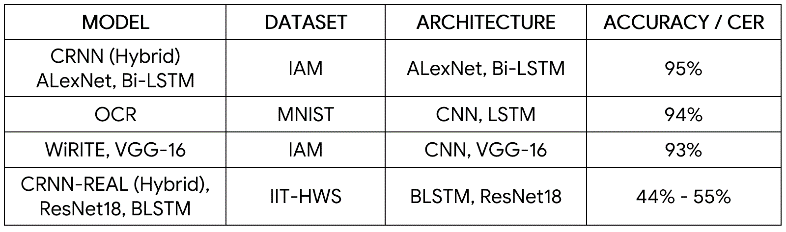 MODEL DATASET ARCHITECTURE ACCURACY / CER
CRNN (Hybrid)
ALexNet, Bi-LSTM IAM ALexNet, Bi-LSTM 95%
OCR MNIST CNN, LSTM 94%
WiRITE, VGG-16 IAM CNN, VGG-16 93%
CRNN-REAL (Hybrid),
ResNet18, BLSTM IIT-HWS BLSTM, ResNet18 44% - 55%